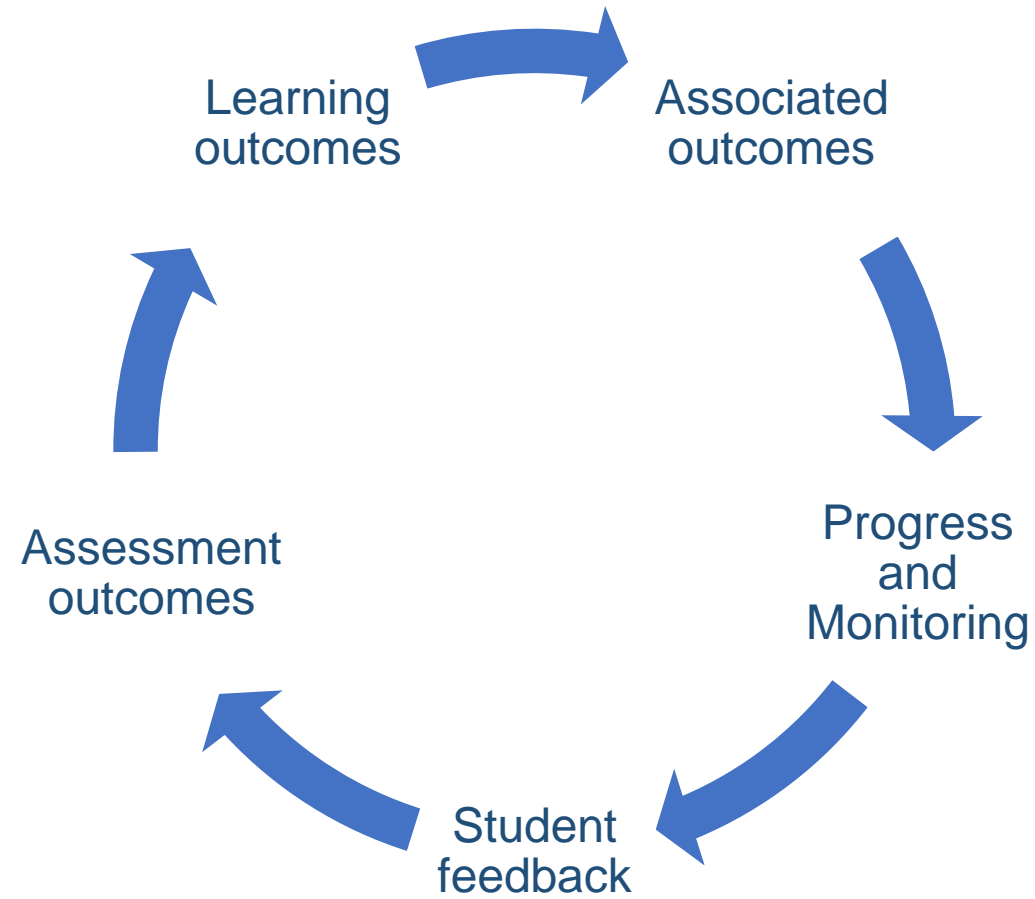 Learning
outcomes
Associated
outcomes
Progress
and
Monitoring
Student
feedback
Assessment
outcomes